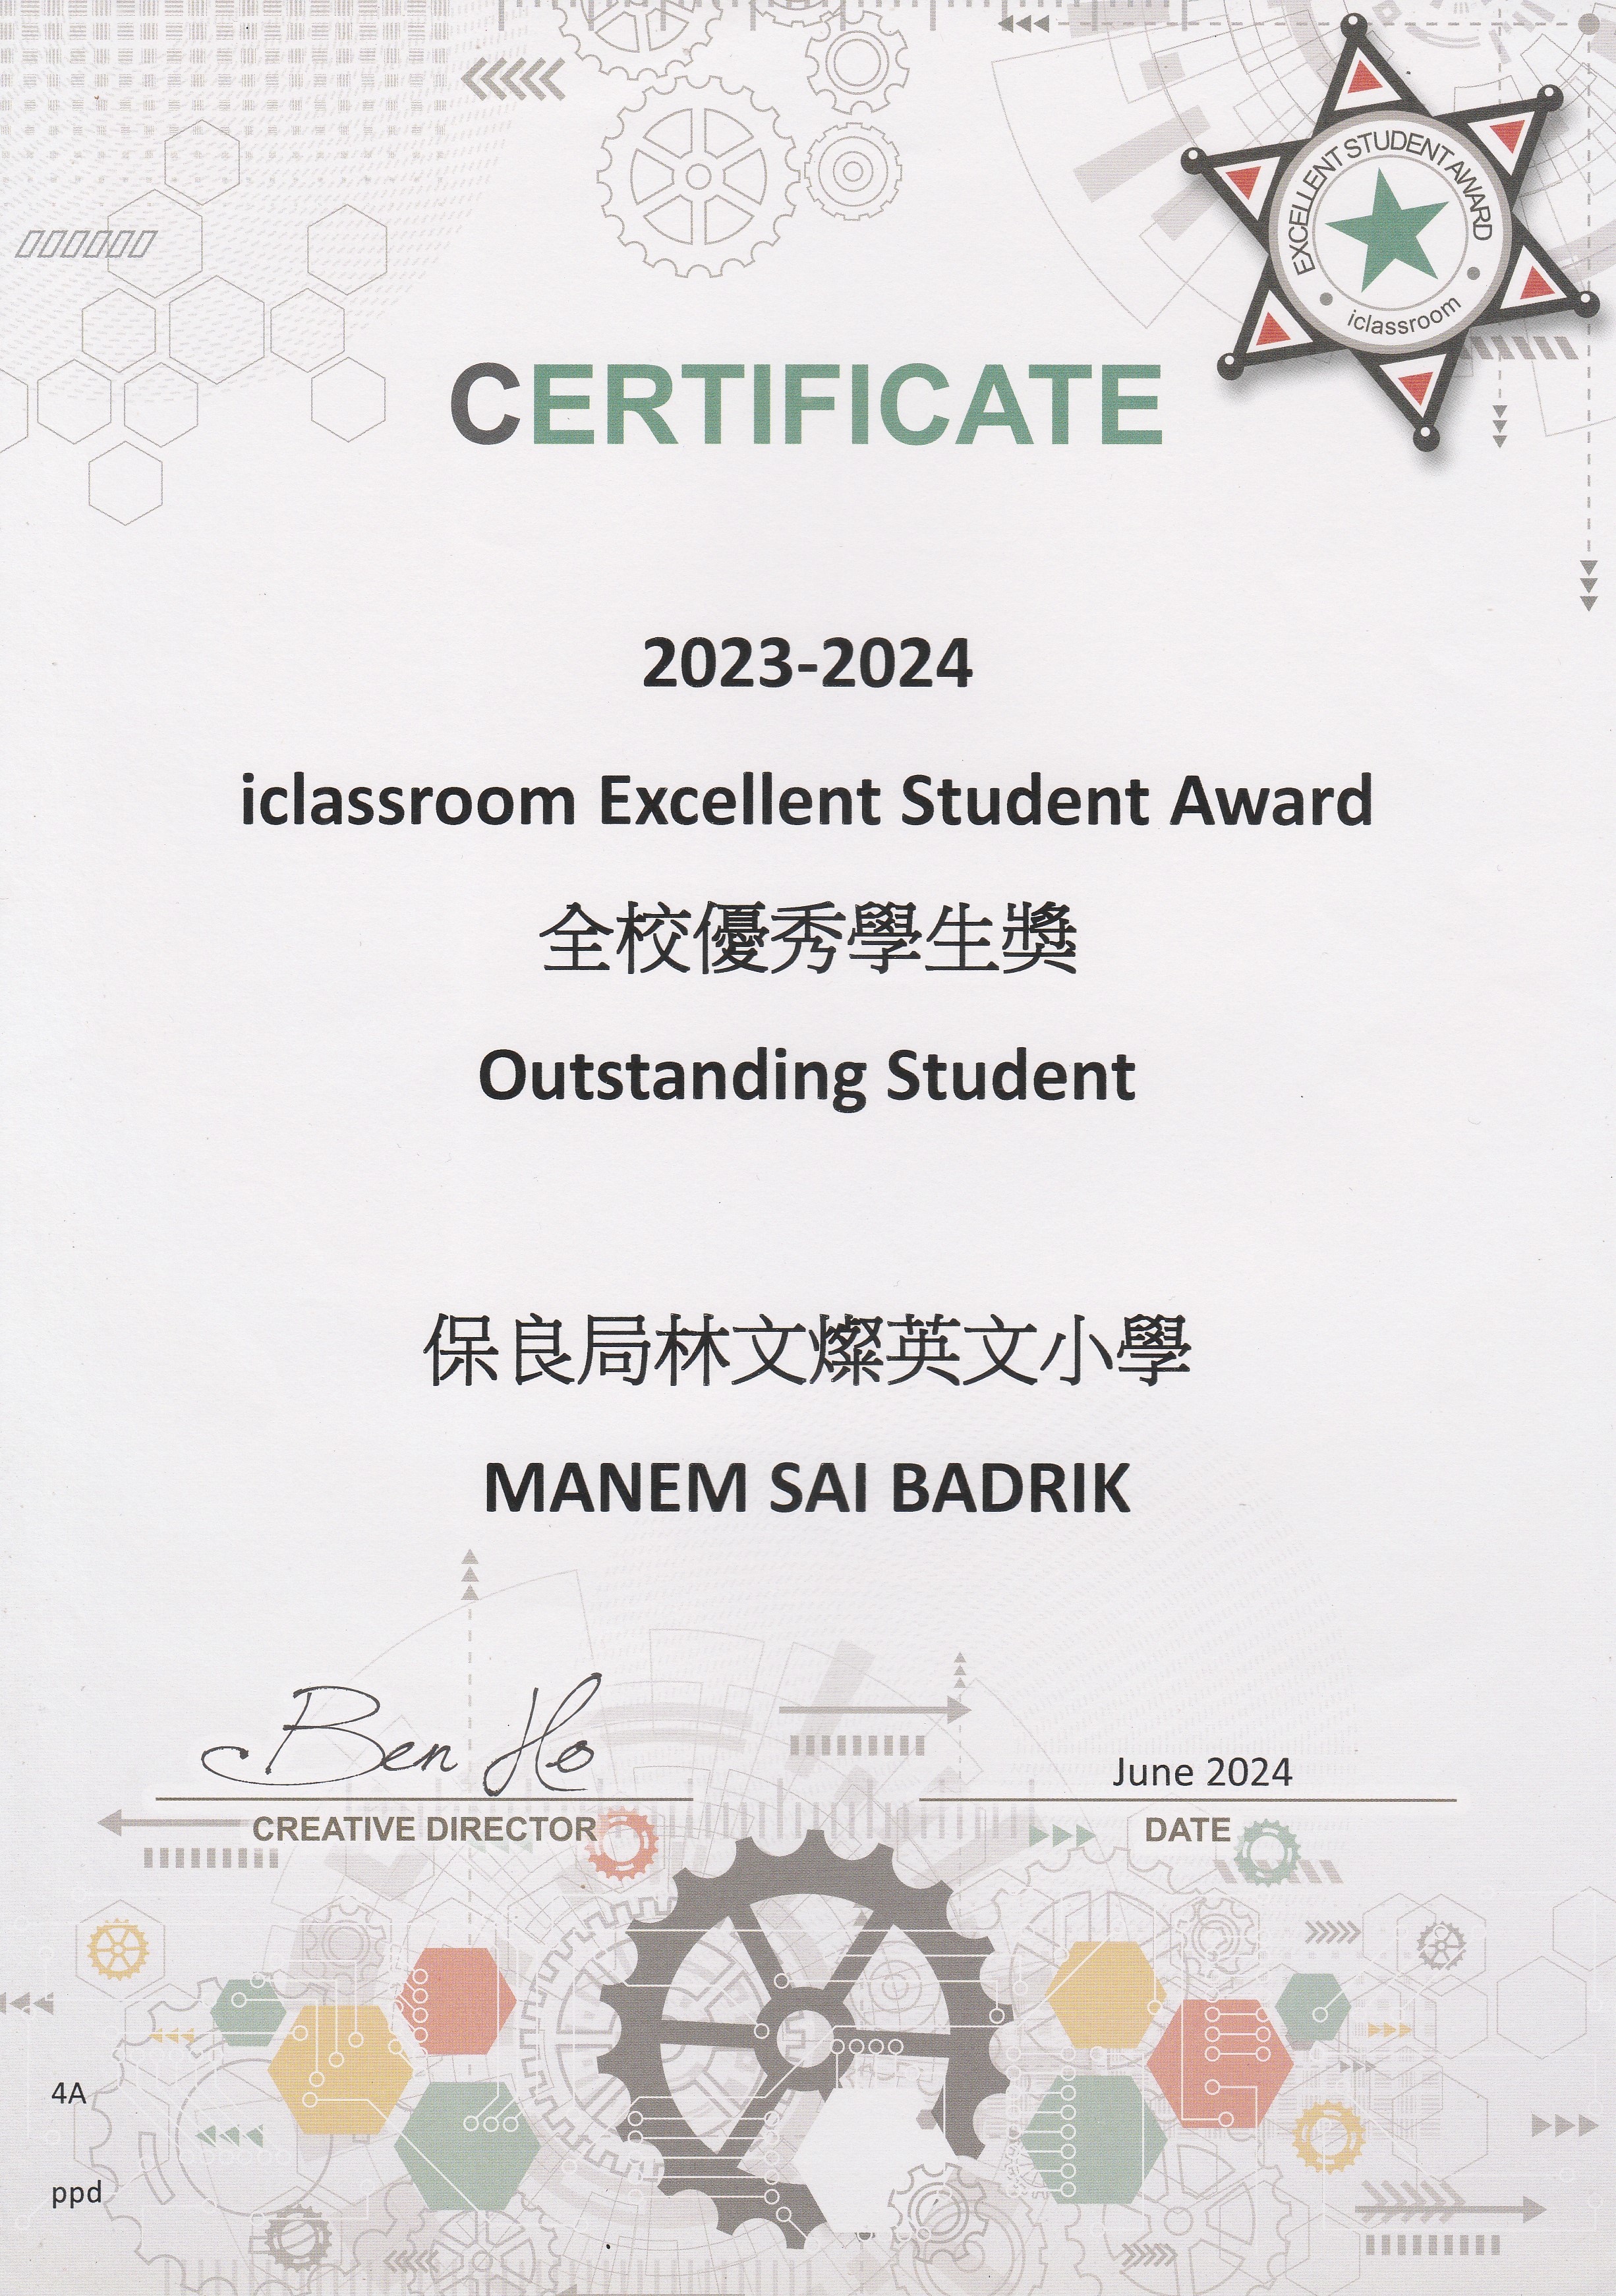 EXCELLENT STUDENT AWARD
iclassroom
CERTIFICATE
2023-2024
iclassroom Excellent Student Award
全校優秀學生獎
Outstanding Student
保良局林文燦英文小學
MANEM SAI BADRIK
Ben Ho
June 2024
CREATIVE DIRECTOR
DATE
4A
ppd